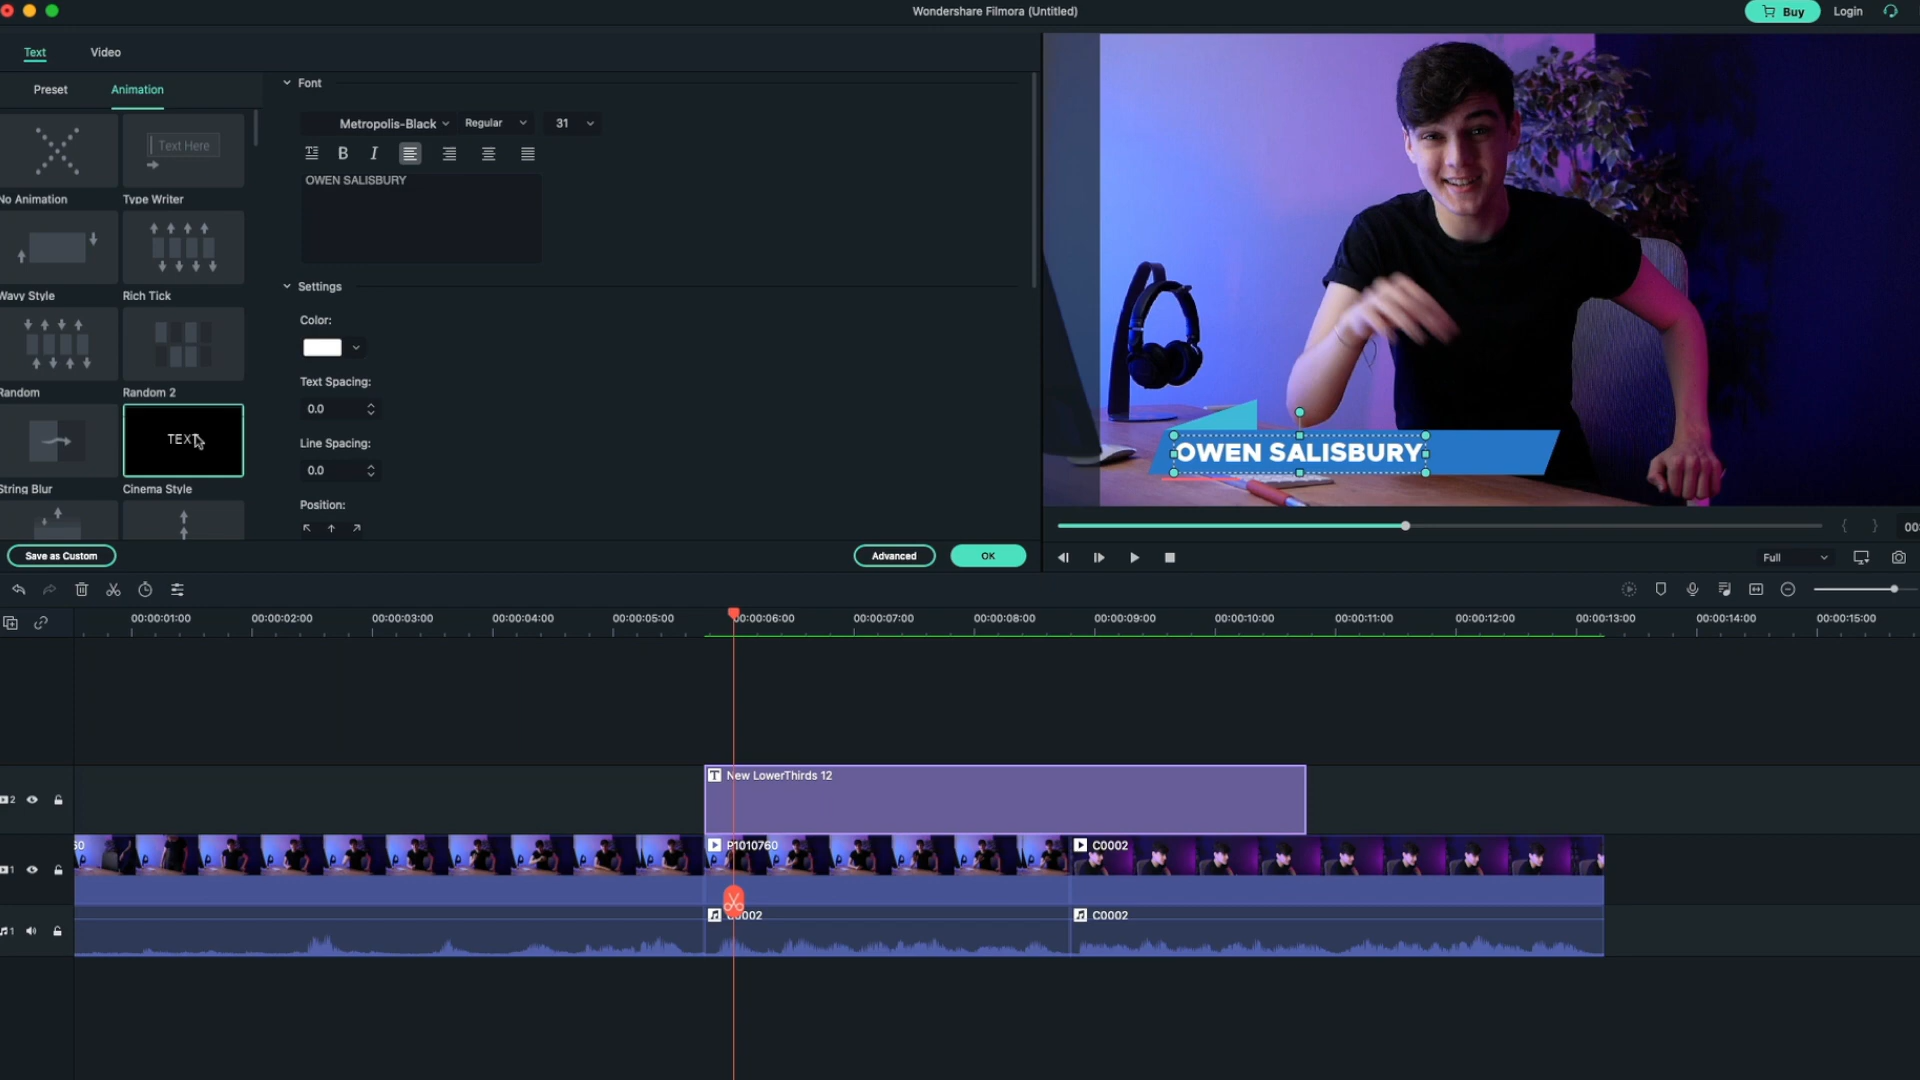 Wondershare Filmora (Untitled)
Buy
Login
Text
Video
Preset
Animation
Font
Metropolis-Black
Regular
31
Text Here
OWEN SALISBURY
No Animation
Type Writer
Settings
Wavy Style
Rich Tick
Color:
Random
Random 2
Text Spacing:
0.0
TEXT
Line Spacing:
0.0
String Blur
Cinema Style
Position:
OWEN SALISBURY
Save as Custom
Advanced
OK
Full
00:00:01:00
00:00:02:00
00:00:03:00
00:00:04:00
00:00:05:00
00:00:06:00
00:00:07:00
00:00:08:00
00:00:09:00
00:00:10:00
00:00:11:00
00:00:12:00
00:00:13:00
00:00:14:00
00:00:15:00
T New LowerThirds 12
2
60
P1010760
C0002
1
C0002
C0002
1